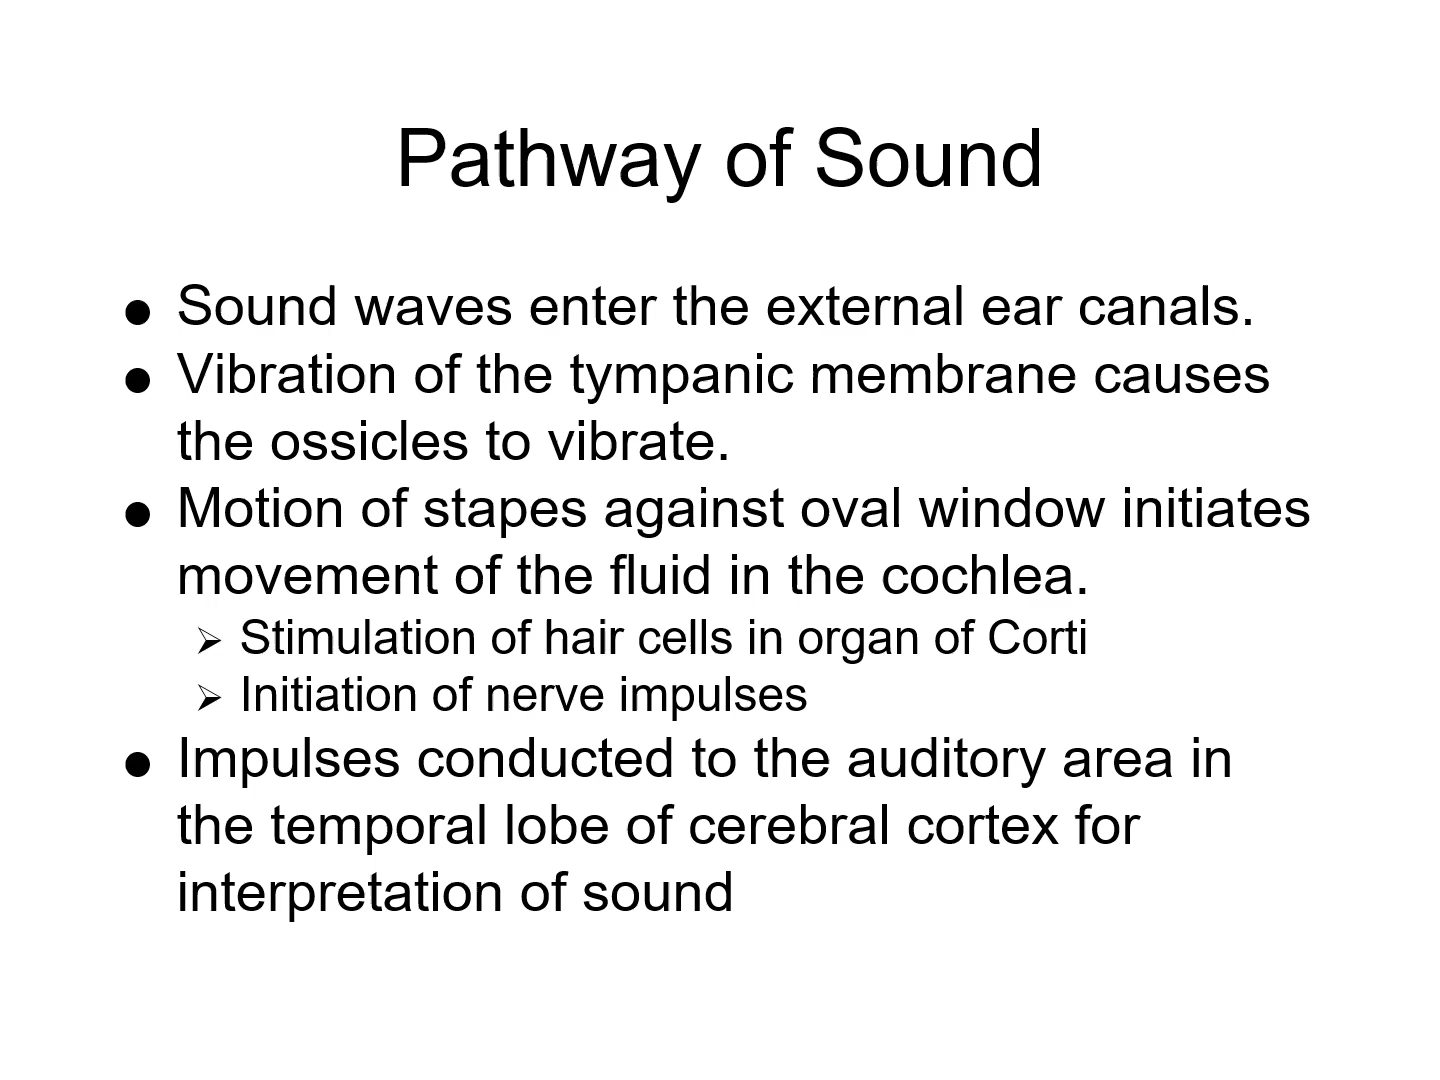 Pathway of Sound
● Sound waves enter the external ear canals.
● Vibration of the tympanic membrane causes
the ossicles to vibrate.
● Motion of stapes against oval window initiates
movement of the fluid in the cochlea.
➢ Stimulation of hair cells in organ of Corti
➢ Initiation of nerve impulses
● Impulses conducted to the auditory area in
the temporal lobe of cerebral cortex for
interpretation of sound